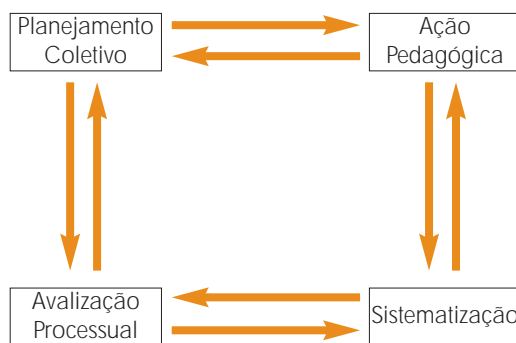 Planejamento
Coletivo
Ação
Pedagógica
Avalização
Processual
Sistematização